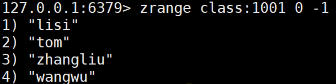 127.0.0.1:6379> zrange class:1001 0 -1
1) "lisi"
2) "tom"
3) "zhangliu"
4) "wangwu"